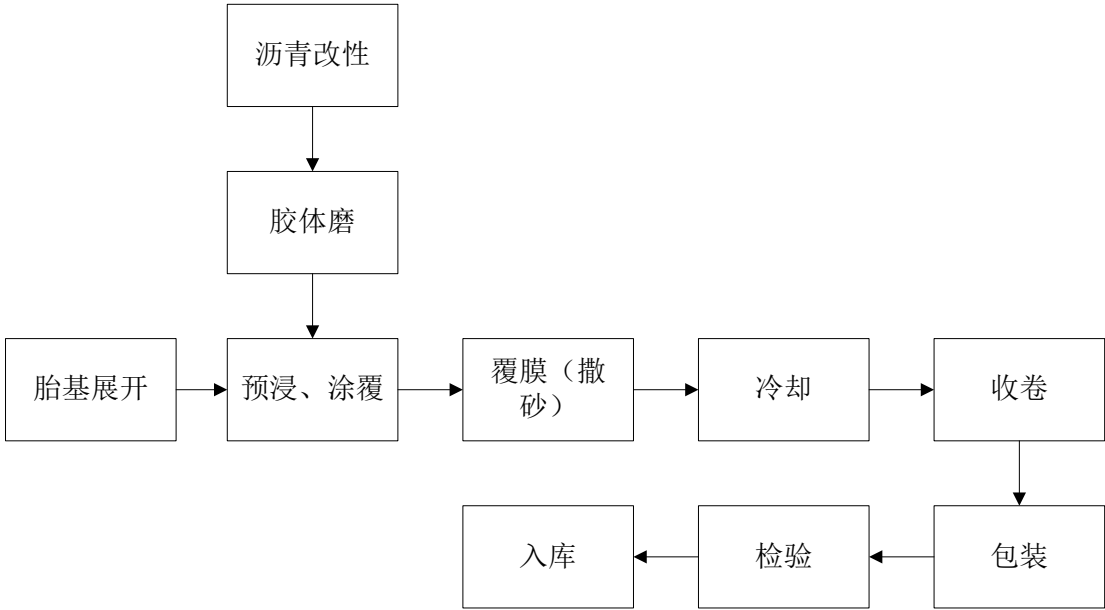 沥青改性
胶体磨
胎基展开
预浸、涂覆
覆膜（撒
砂）
冷却
收卷
入库
检验
包装